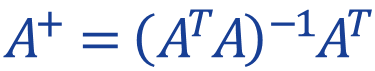 A⁺ = (AᵀA)⁻¹Aᵀ